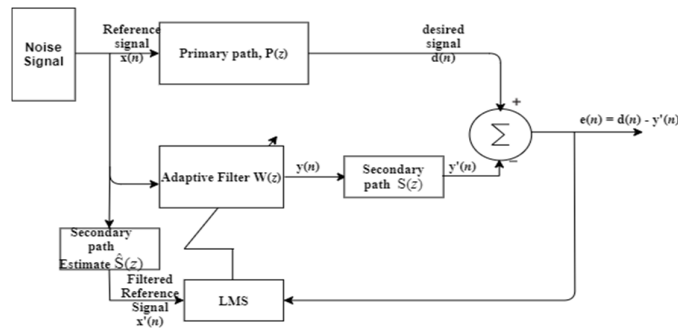 Noise
Signal
Reference
signal
x(n)
Primary path, P(z)
desired
signal
d(n)
+
∑
e(n) = d(n) - y'(n)
Adaptive Filter W(z)
y(n)
Secondary
path S(z)
y'(n)
−
Secondary
path
Estimate Ŝ(z)
Filtered
Reference
Signal
x'(n)
LMS